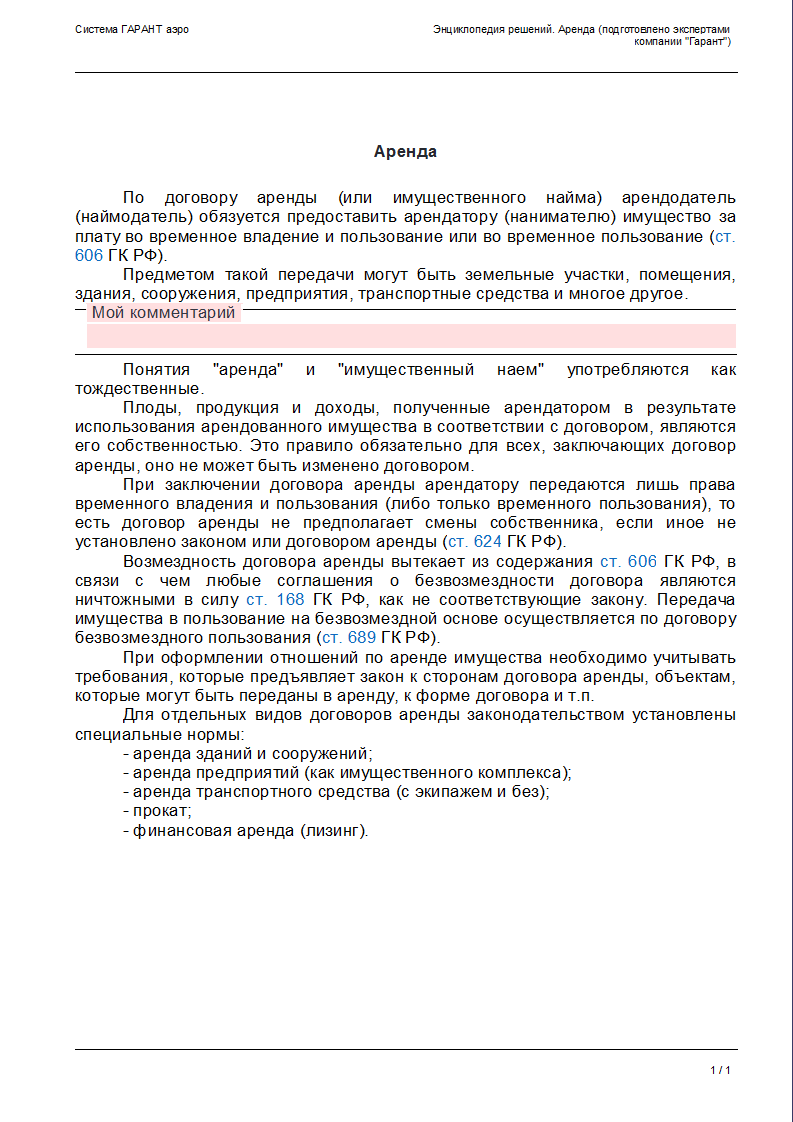 Система ГАРАНТ аэро
Энциклопедия решений. Аренда (подготовлено экспертами
компании "Гарант")
Аренда
По договору аренды (или имущественного найма) арендодатель
(наймодатель) обязуется предоставить арендатору (нанимателю) имущество за
плату во временное владение и пользование или во временное пользование (ст.
606 ГК РФ).
Предметом такой передачи могут быть земельные участки, помещения,
здания, сооружения, предприятия, транспортные средства и многое другое.
Мой комментарий
Понятия "аренда" и "имущественный наем" употребляются как
тождественные.
Плоды, продукция и доходы, полученные арендатором в результате
использования арендованного имущества в соответствии с договором, являются
его собственностью. Это правило обязательно для всех, заключающих договор
аренды, оно не может быть изменено договором.
При заключении договора аренды арендатору передаются лишь права
временного владения и пользования (либо только временного пользования), то
есть договор аренды не предполагает смены собственника, если иное не
установлено законом или договором аренды (ст. 624 ГК РФ).
Возмездность договора аренды вытекает из содержания ст. 606 ГК РФ, в
связи с чем любые соглашения о безвозмездности договора являются
ничтожными в силу ст. 168 ГК РФ, как не соответствующие закону. Передача
имущества в пользование на безвозмездной основе осуществляется по договору
безвозмездного пользования (ст. 689 ГК РФ).
При оформлении отношений по аренде имущества необходимо учитывать
требования, которые предъявляет закон к сторонам договора аренды, объектам,
которые могут быть переданы в аренду, к форме договора и т.п.
Для отдельных видов договоров аренды законодательством установлены
специальные нормы:
- аренда зданий и сооружений;
- аренда предприятий (как имущественного комплекса);
- аренда транспортного средства (с экипажем и без);
- прокат;
- финансовая аренда (лизинг).
1 / 1